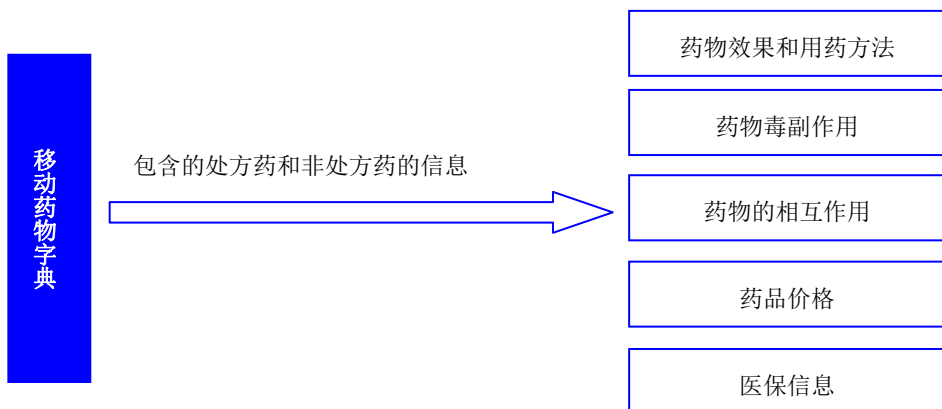 移动药物字典
包含的处方药和非处方药的信息
药物效果和用药方法
药物毒副作用
药物的相互作用
药品价格
医保信息